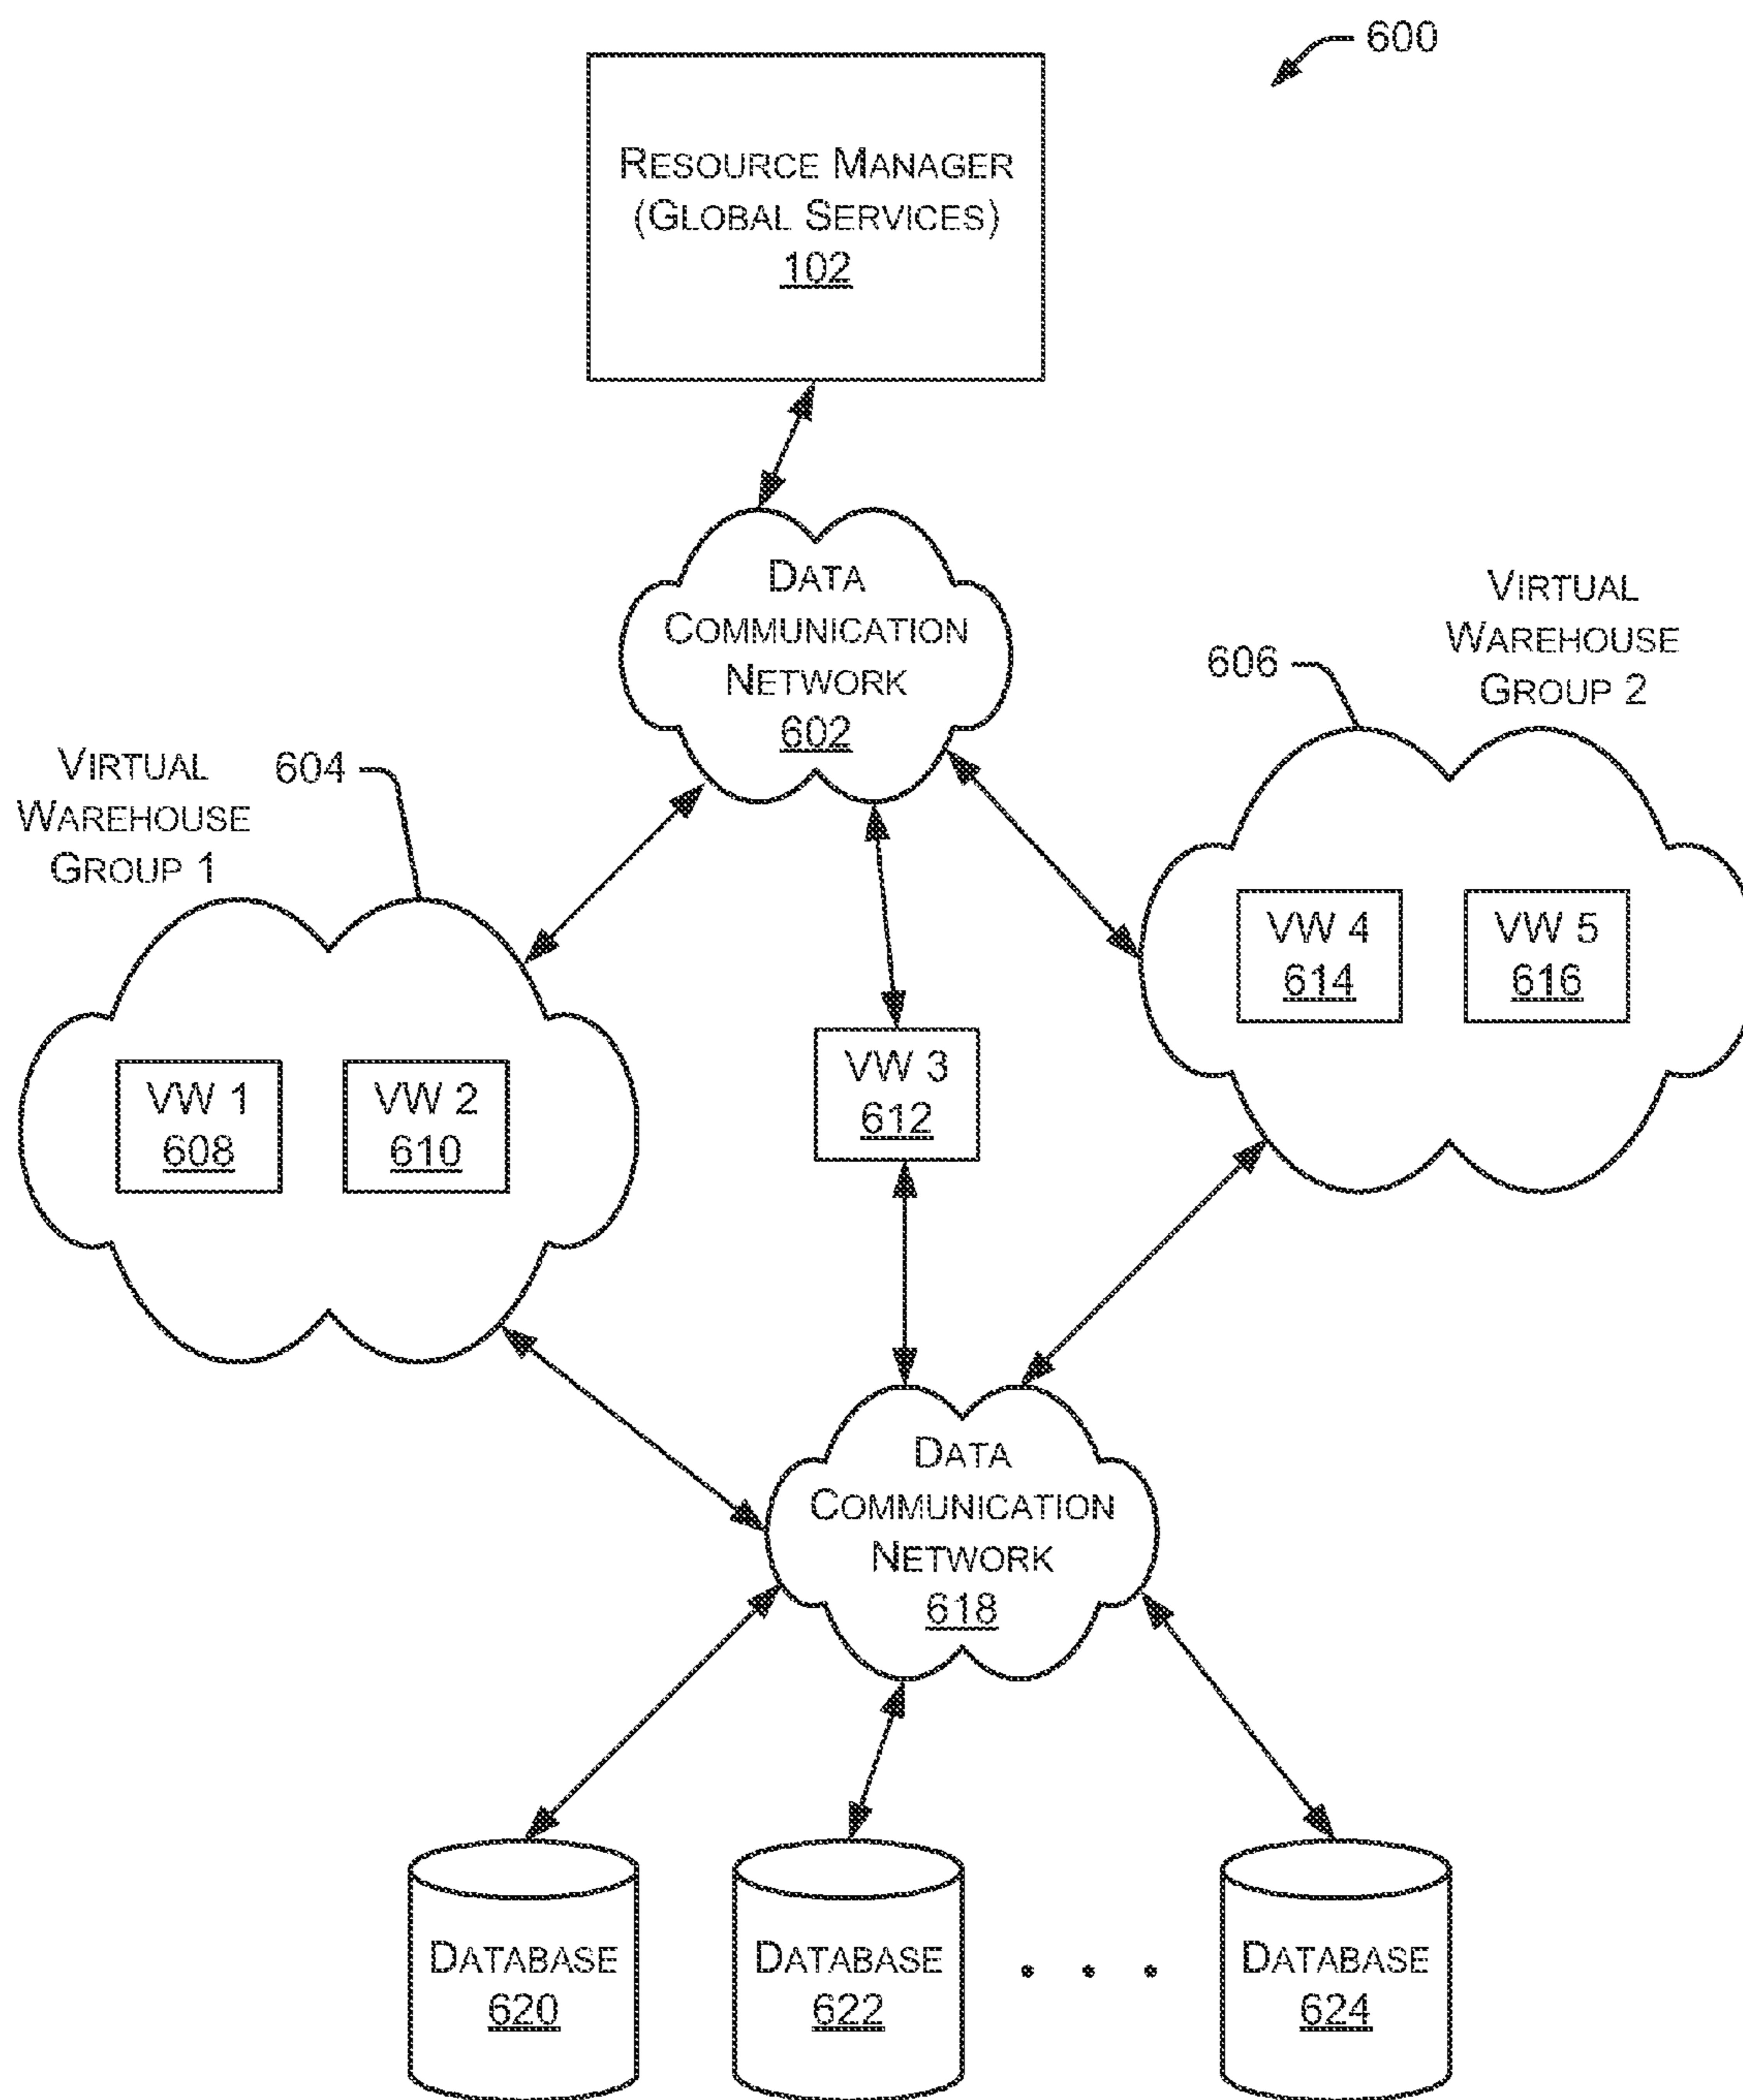 600
RESOURCE MANAGER
(GLOBAL SERVICES)
102
DATA
COMMUNICATION
NETWORK
602
VIRTUAL
WAREHOUSE
GROUP 2
606
VIRTUAL
WAREHOUSE
GROUP 1
604
VW 4
614
VW 5
616
VW 3
612
VW 1
608
VW 2
610
DATA
COMMUNICATION
NETWORK
618
DATABASE
620
DATABASE
622
. . .
DATABASE
624